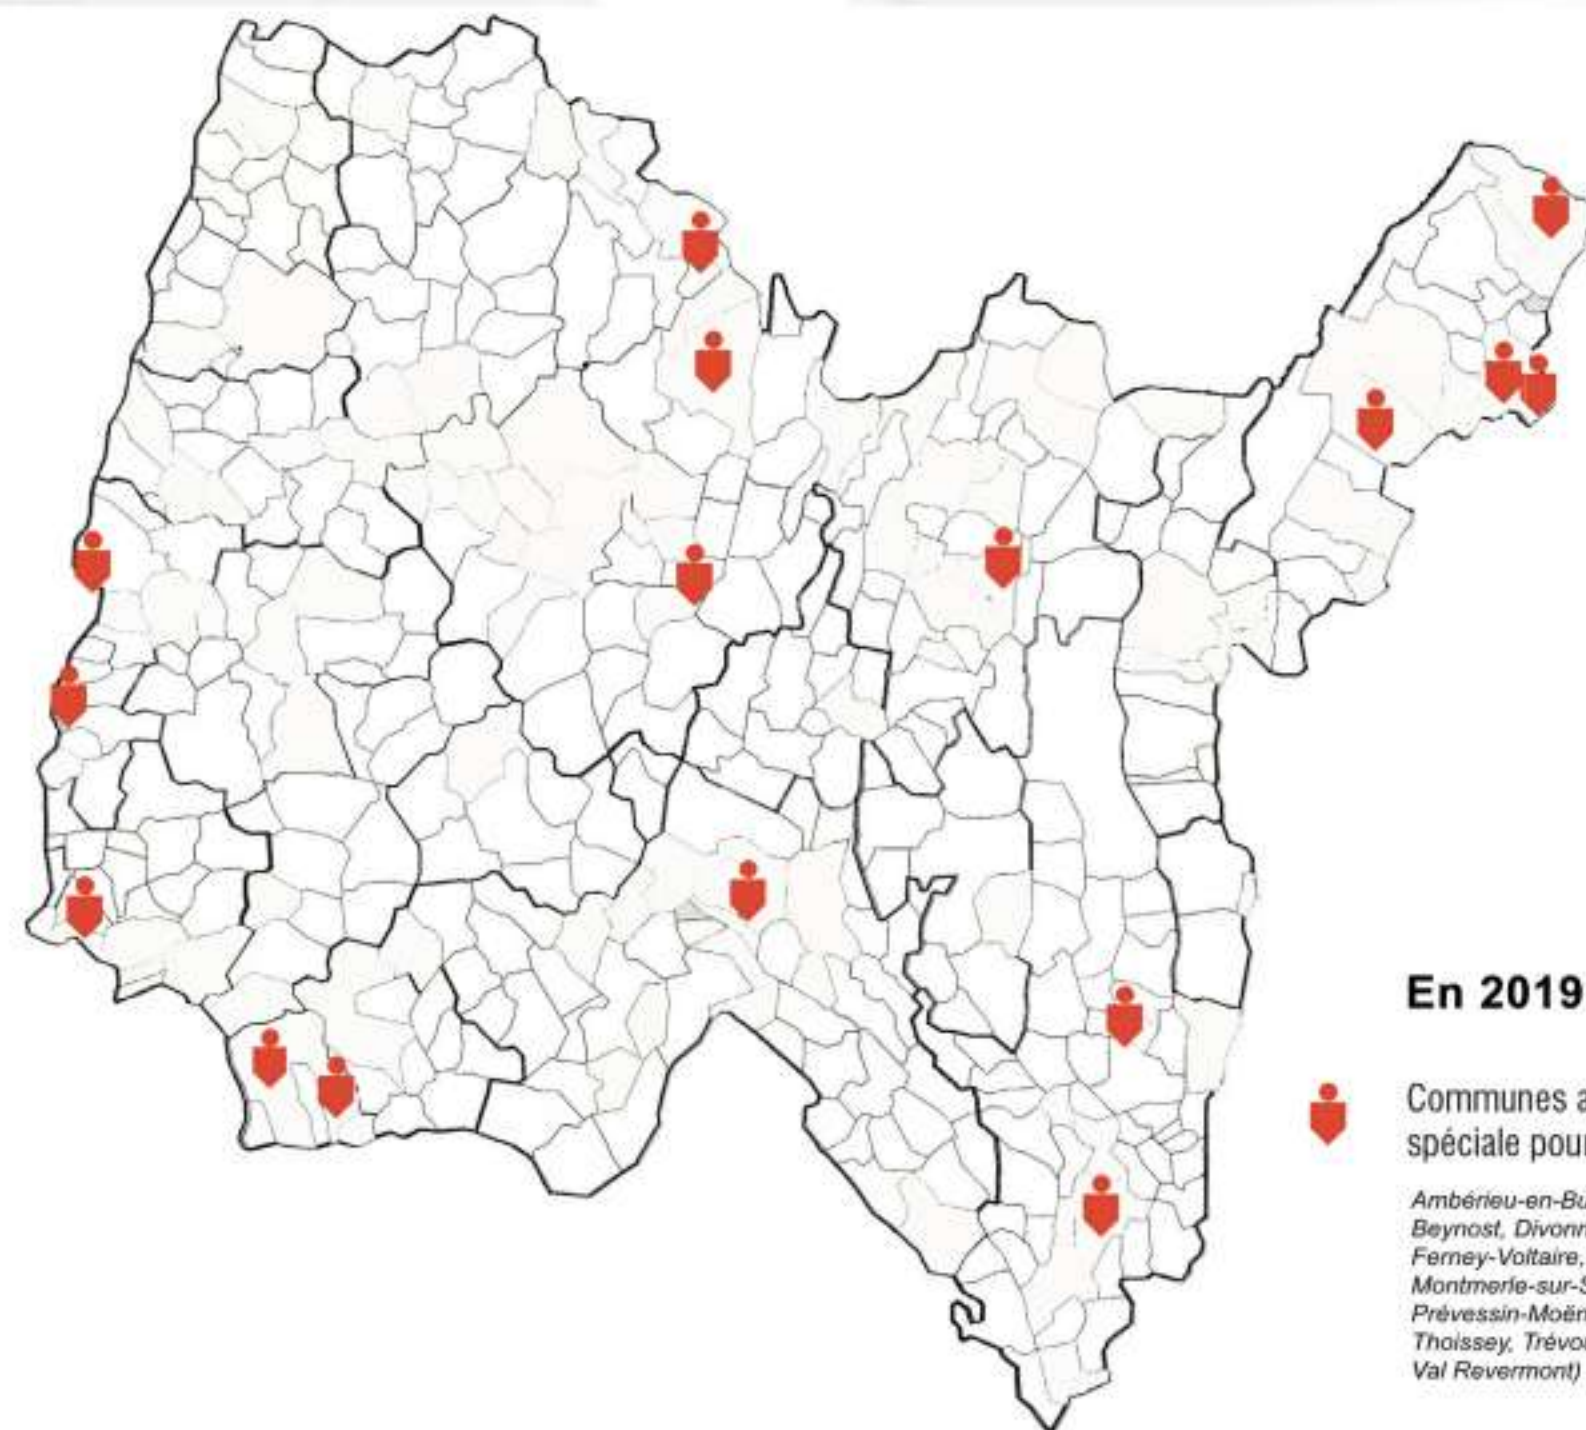 En 2019
Communes a
spéciale pour
Ambérieu-en-Bu
Beynost, Divonn
Ferney-Voltaire,
Montmerle-sur-S
Prévessin-Moën
Thoissey, Trévou
Val Revermont)